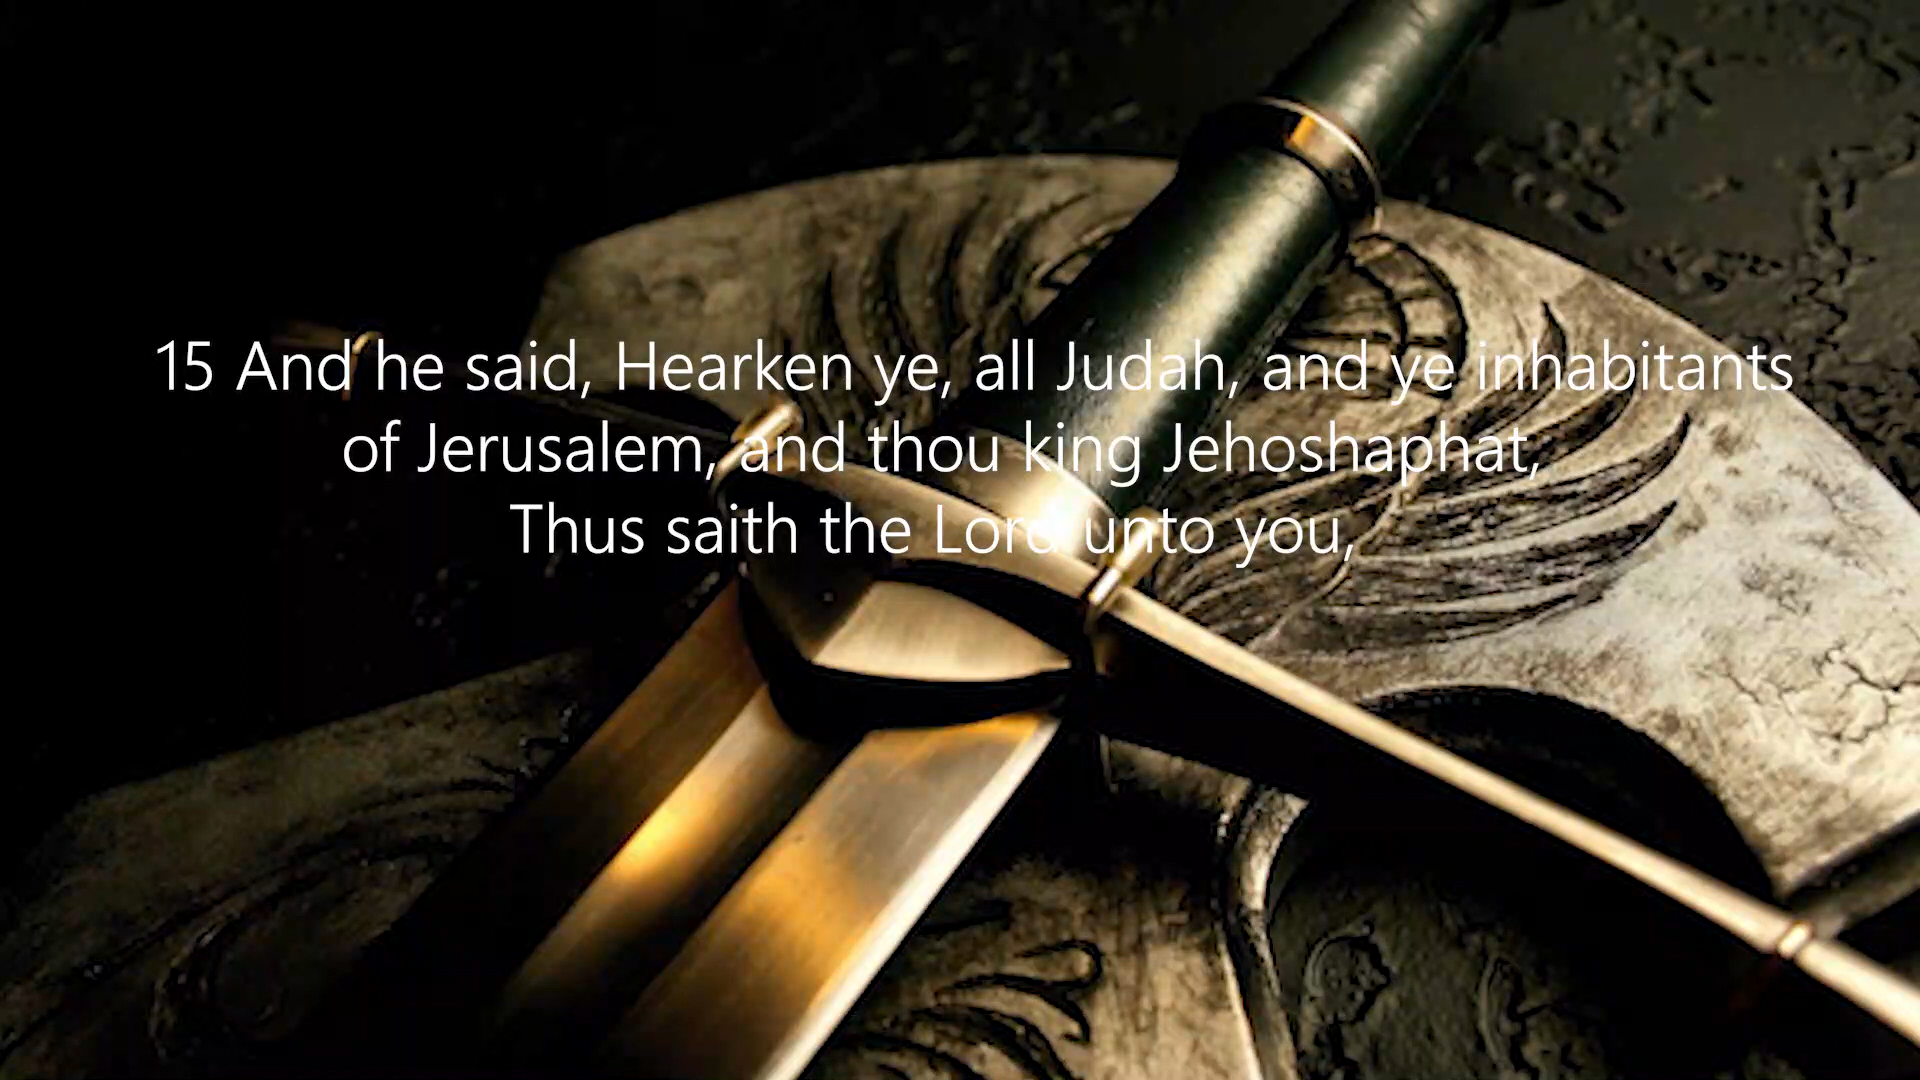 15 And he said, Hearken ye, all Judah, and ye inhabitants
of Jerusalem, and thou king Jehoshaphat,
Thus saith the Lord unto you,